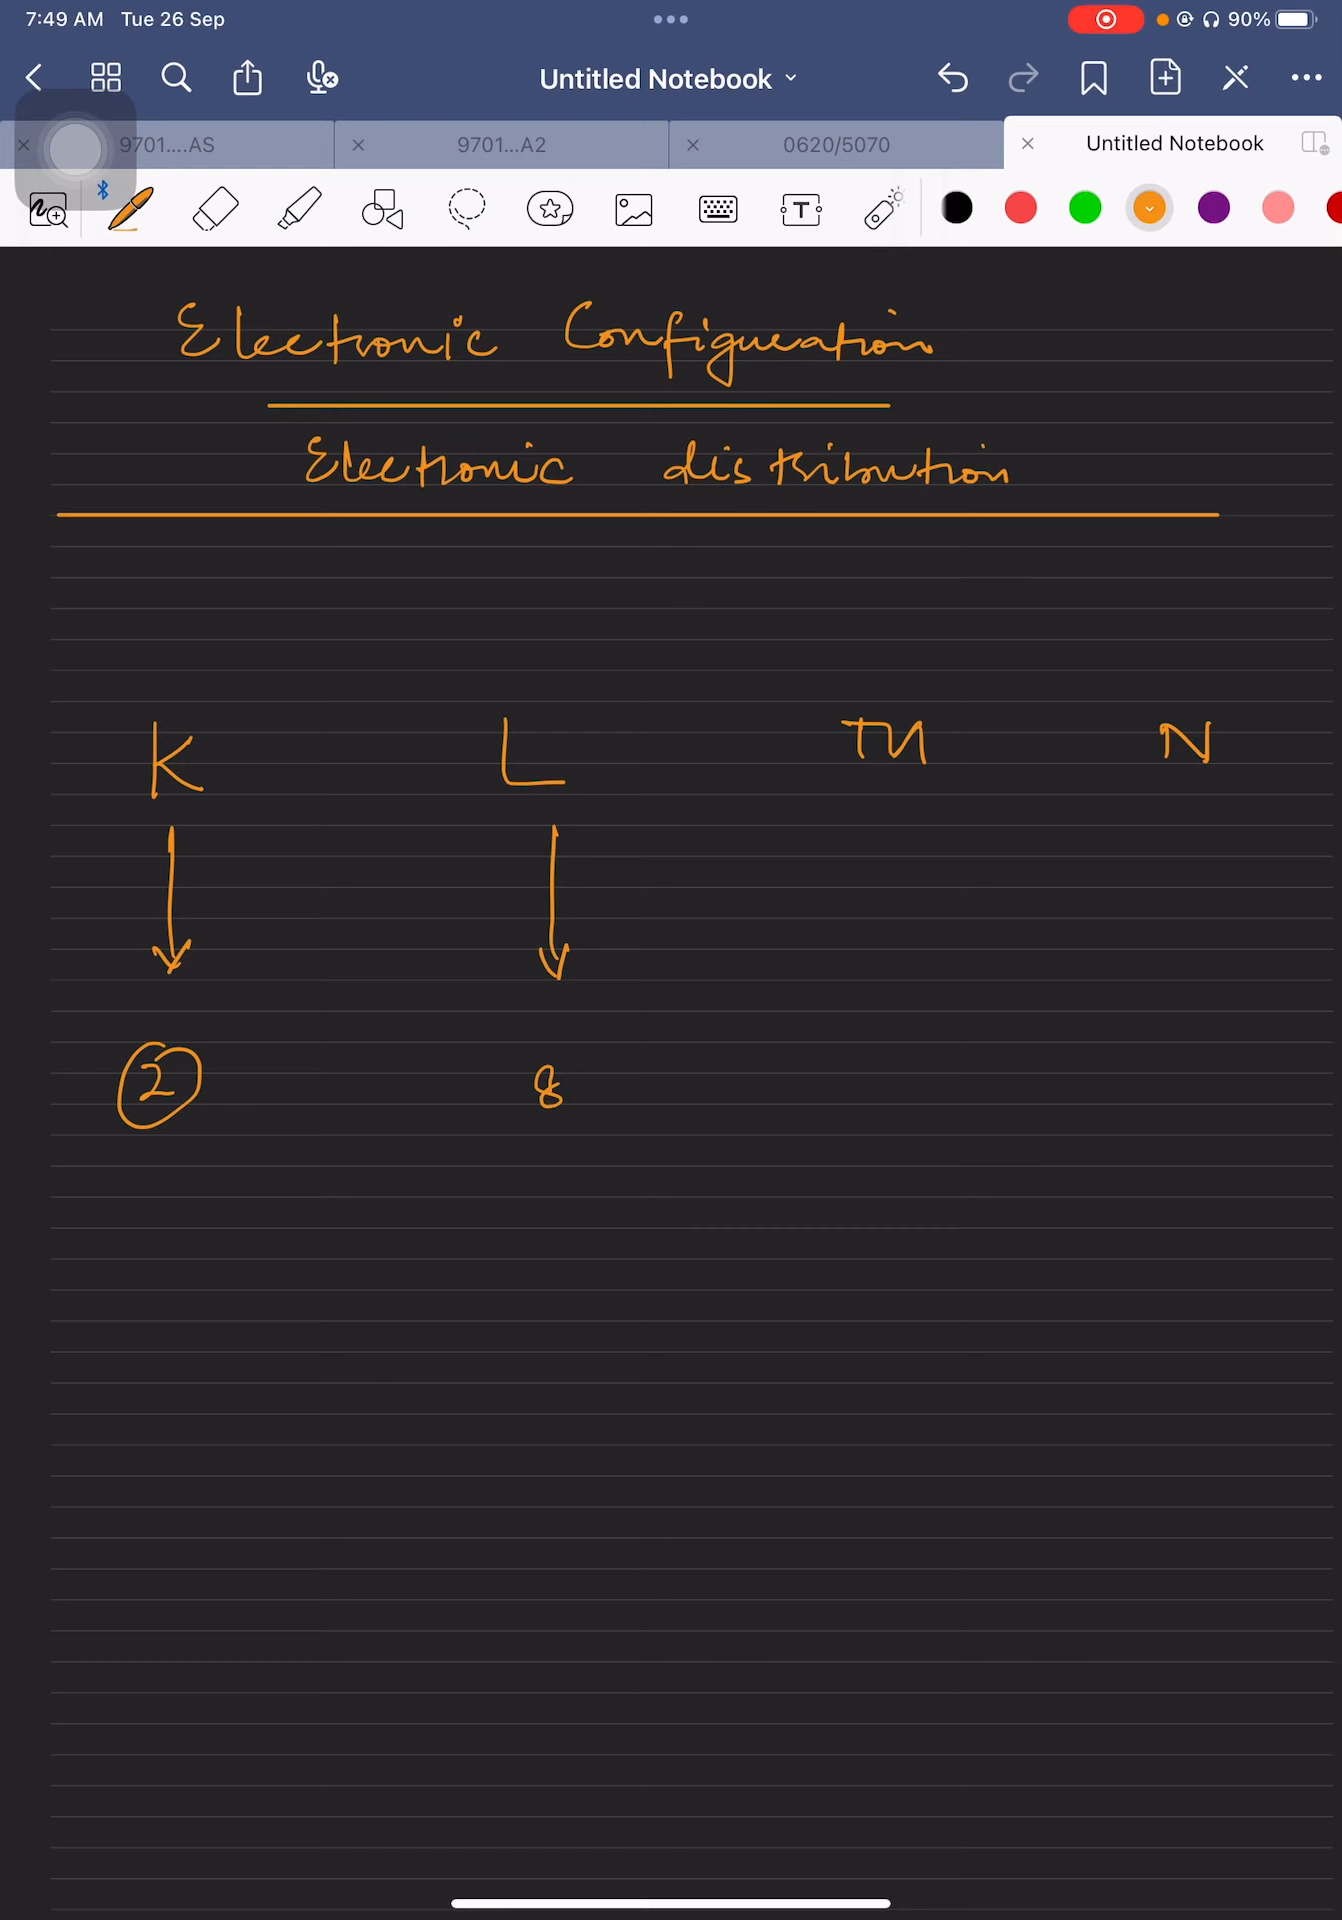 7:49 AM Tue 26 Sep 90%
Untitled Notebook
9701....AS 9701...A2 0620/5070 Untitled Notebook
T
Electronic Configuration
Electronic distribution
K L M N
2 8